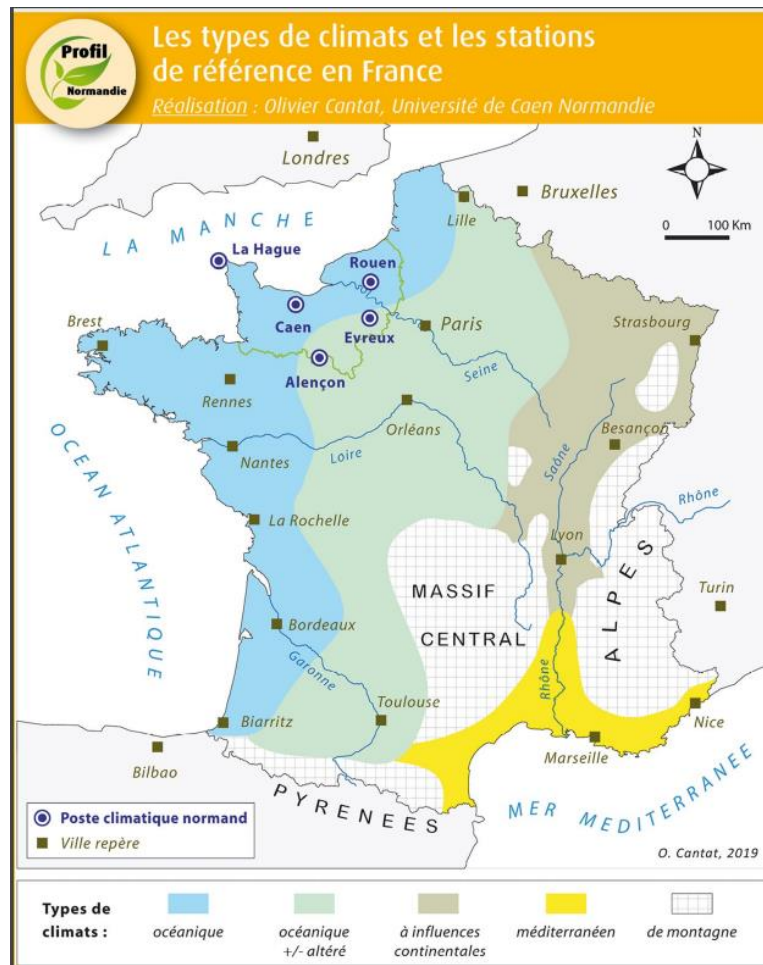 Profil
Normandie
Les types de climats et les stations
de référence en France
Réalisation : Olivier Cantat, Université de Caen Normandie
Londres
N
Bruxelles
Lille
0 100 Km
LA MANCHE
La Hague
Rouen
Caen
Evreux
Paris
Strasbourg
Brest
Alençon
Seine
Rennes
Orléans
Besançon
Nantes
Loire
Saône
Rhône
OCEAN ATLANTIQUE
La Rochelle
Lyon
MASSIF
CENTRAL
ALPES
Turin
Bordeaux
Garonne
Rhône
Toulouse
Biarritz
Nice
Marseille
Bilbao
PYRENEES
MER MEDITERRANÉE
Poste climatique normand
Ville repère
O. Cantat, 2019
Types de
climats :
océanique
océanique
+/- altéré
à influences
continentales
méditerranéen
de montagne